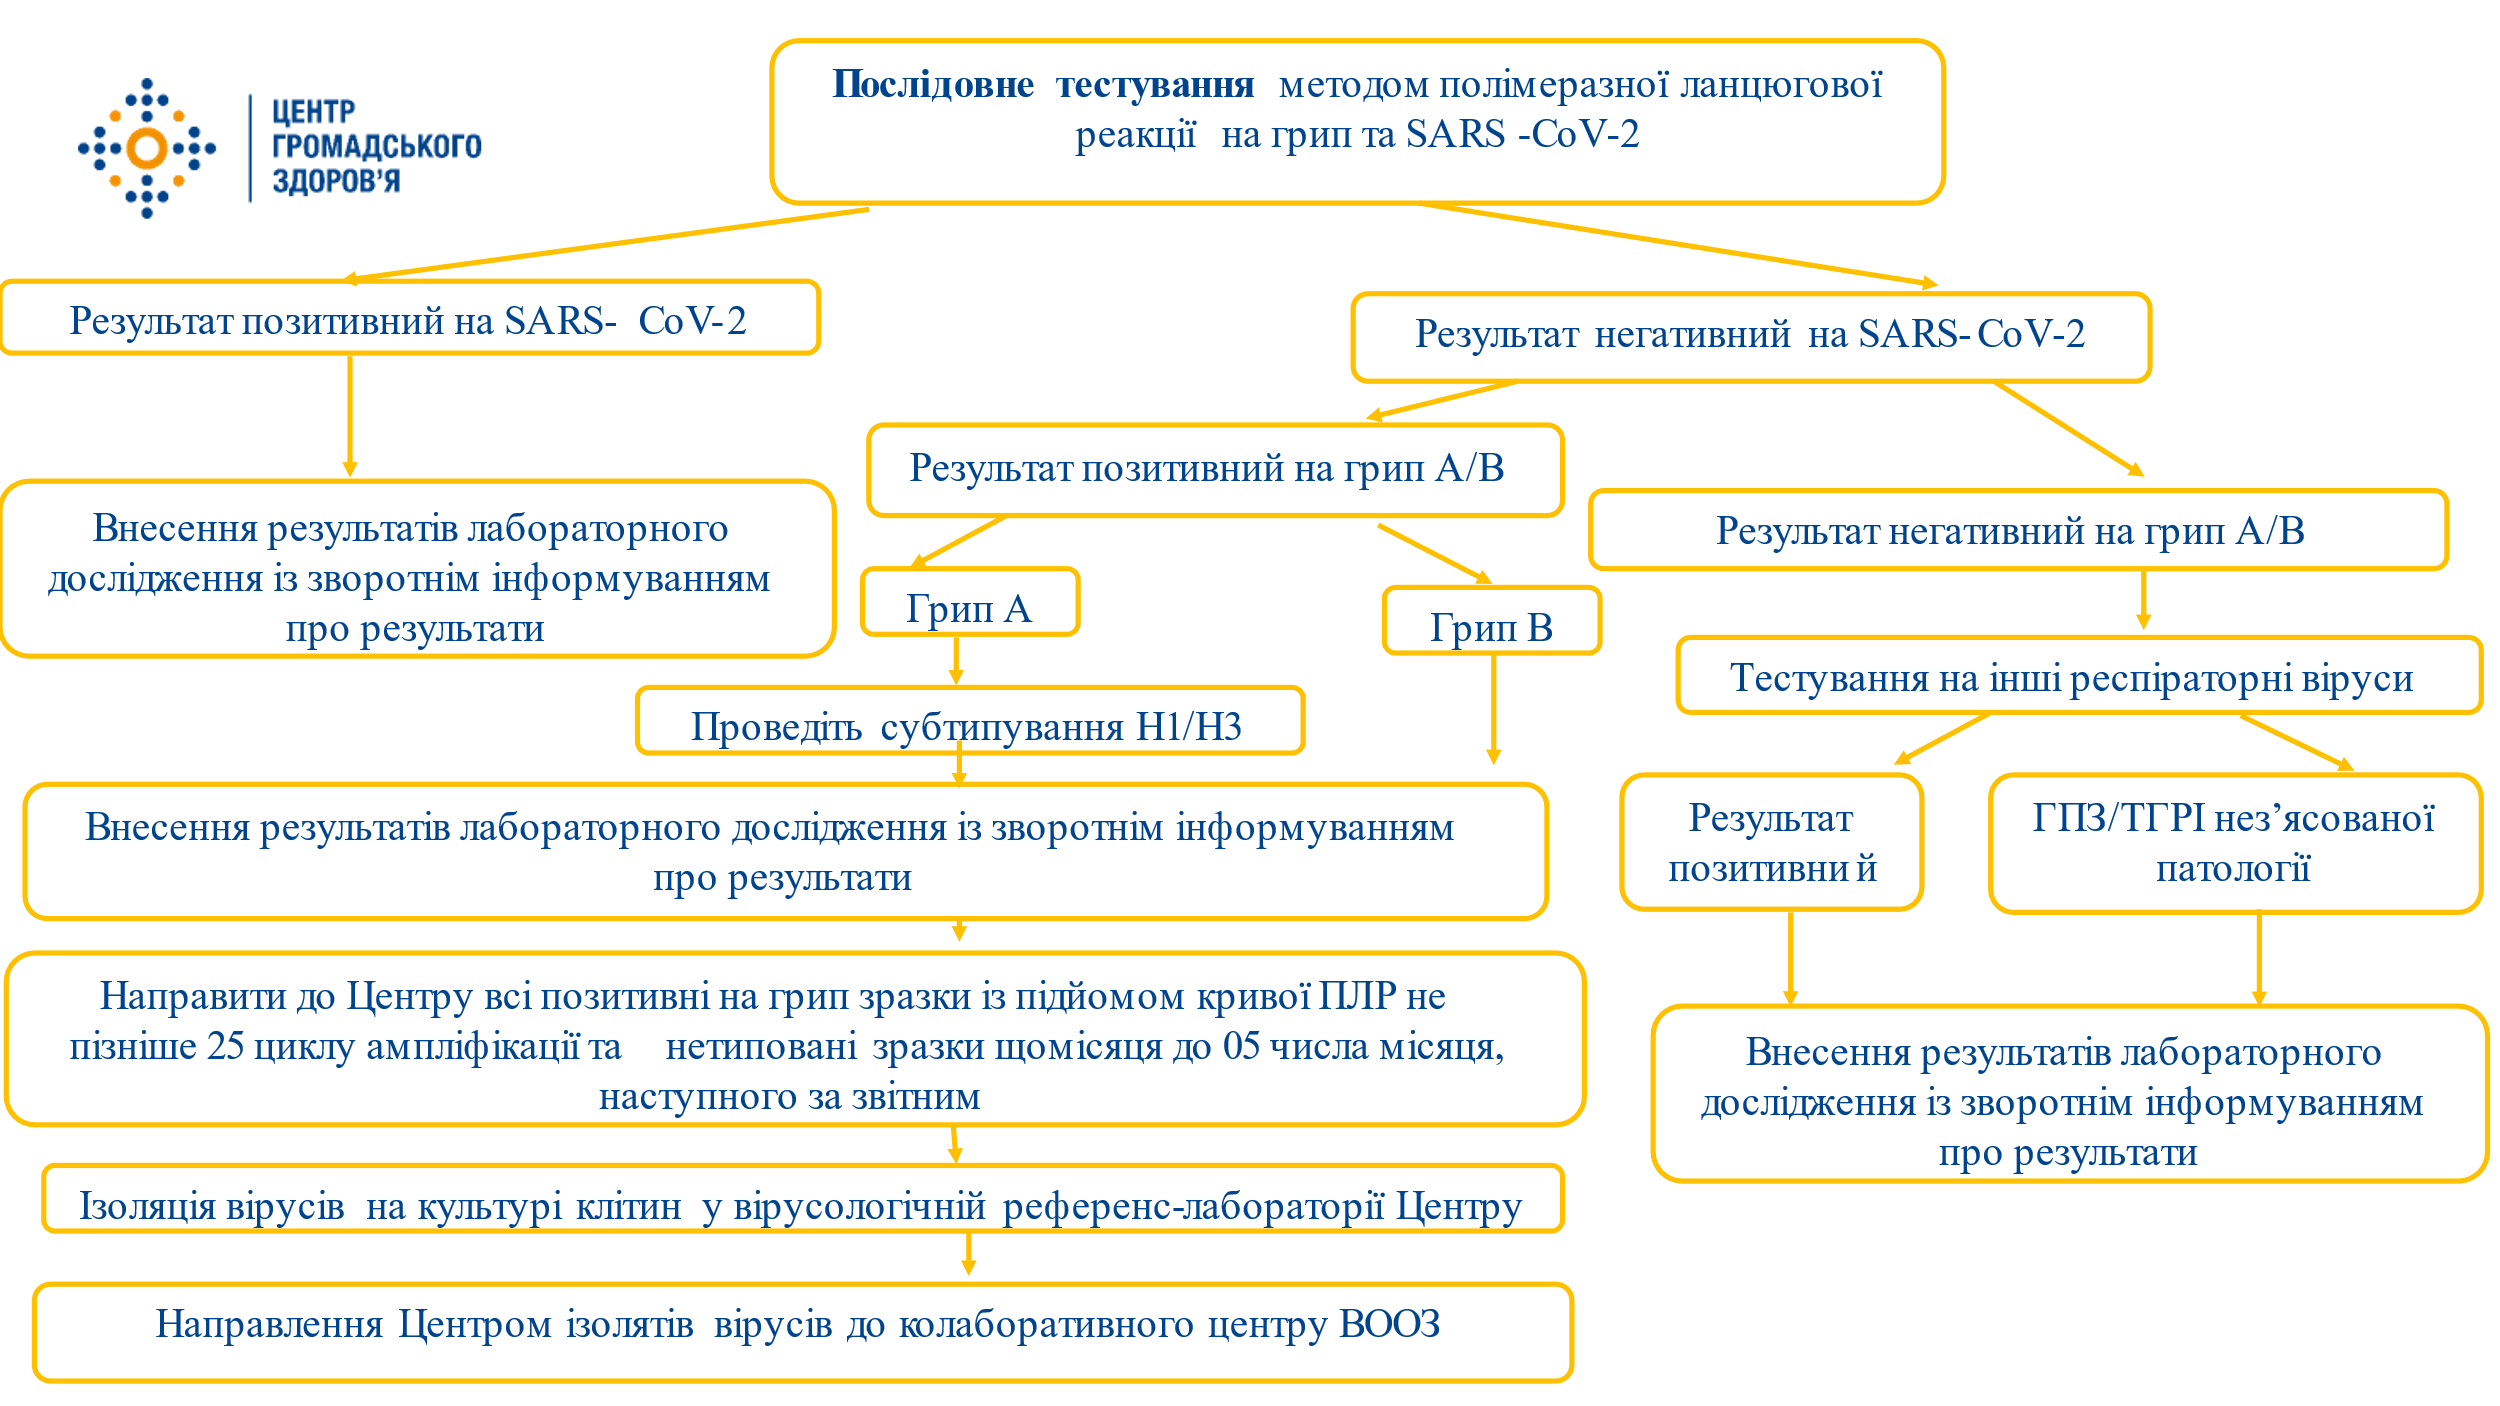 ЦЕНТР
ГРОМАДСЬКОГО
ЗДОРОВ’Я
Послідовне тестування методом полімеразної ланцюгової
реакції на грип та SARS -CoV-2
Результат позитивний на SARS- CoV-2
Результат негативний на SARS- CoV-2
Результат позитивний на грип А/В
Результат негативний на грип А/В
Внесення результатів лабораторного
дослідження із зворотнім інформуванням
про результати
Грип А
Грип В
Тестування на інші респіраторні віруси
Проведіть субтипування H1/H3
Результат
позитивни й
ГПЗ/ТГРІ нез’ясованої
патології
Внесення результатів лабораторного дослідження із зворотнім інформуванням
про результати
Направити до Центру всі позитивні на грип зразки із підйомом кривої ПЛР не
пізніше 25 циклу ампліфікації та нетиповані зразки щомісяця до 05 числа місяця,
наступного за звітним
Внесення результатів лабораторного
дослідження із зворотнім інформуванням
про результати
Ізоляція вірусів на культурі клітин у вірусологічній референс-лабораторії Центру
Направлення Центром ізолятів вірусів до колаборативного центру ВООЗ